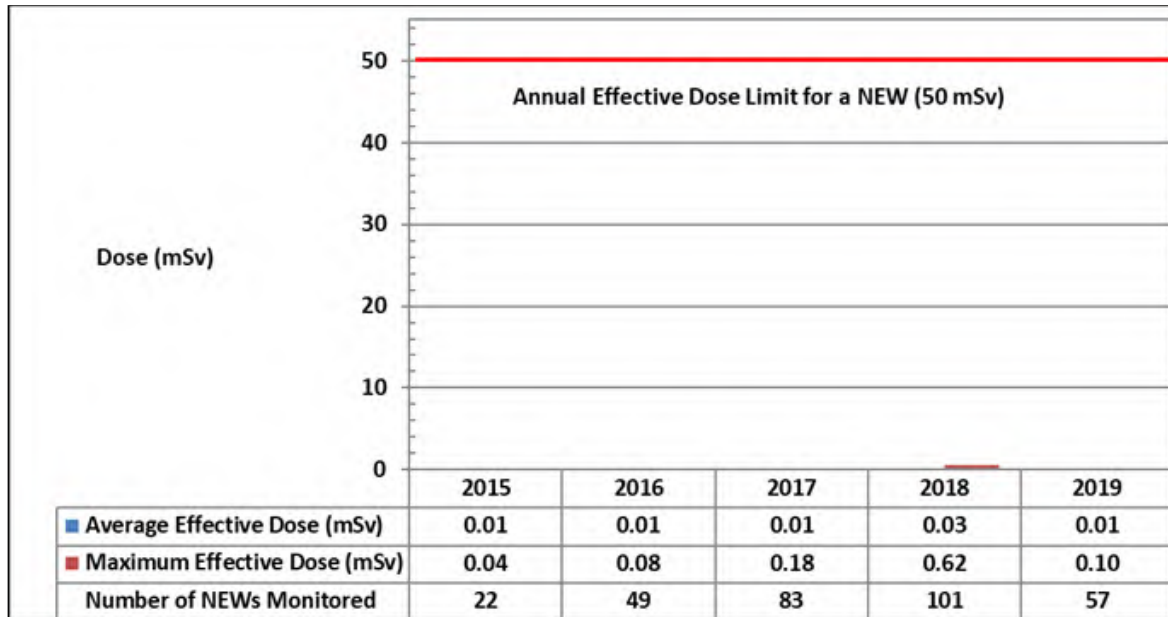 50
Annual Effective Dose Limit for a NEW (50 mSv)
40
30
Dose (mSv)
20
10
0
2015 2016 2017 2018 2019
Average Effective Dose (mSv) 0.01 0.01 0.01 0.03 0.01
Maximum Effective Dose (mSv) 0.04 0.08 0.18 0.62 0.10
Number of NEWs Monitored 22 49 83 101 57